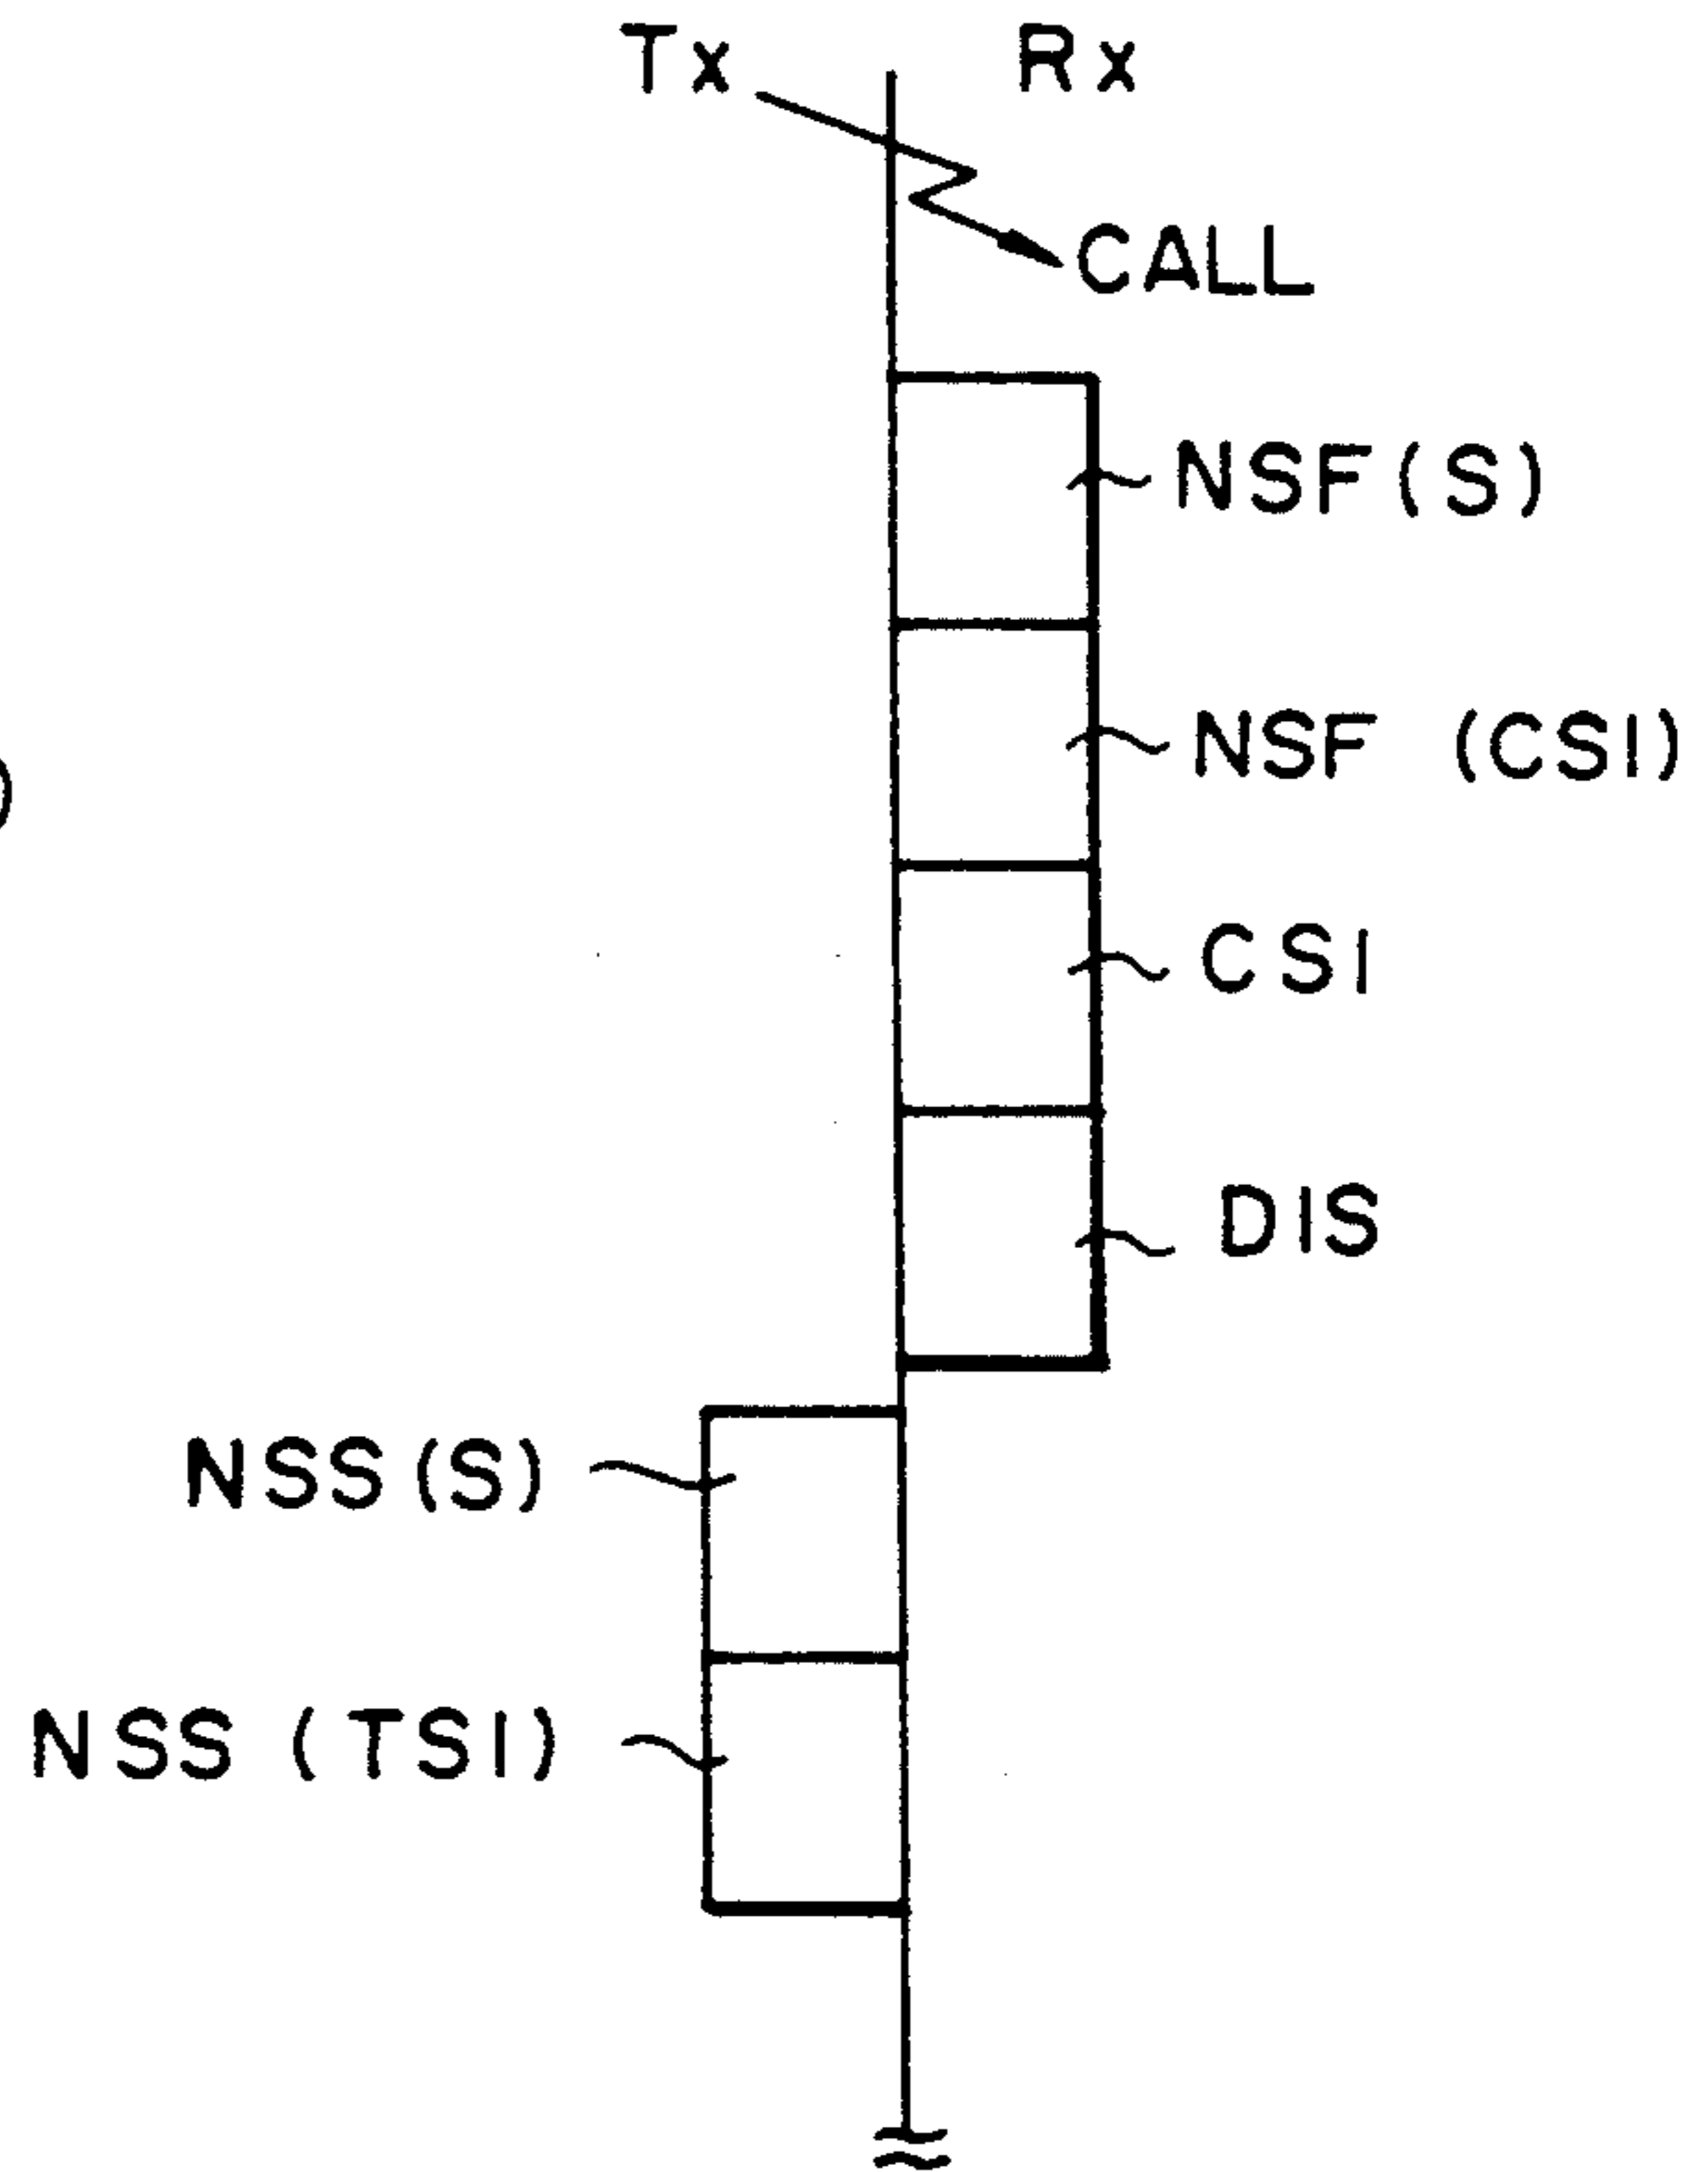 Tx Rx
CALL
NSF(S)
NSF (CSI)
CSI
DIS
NSS(S)
NSS (TSI)